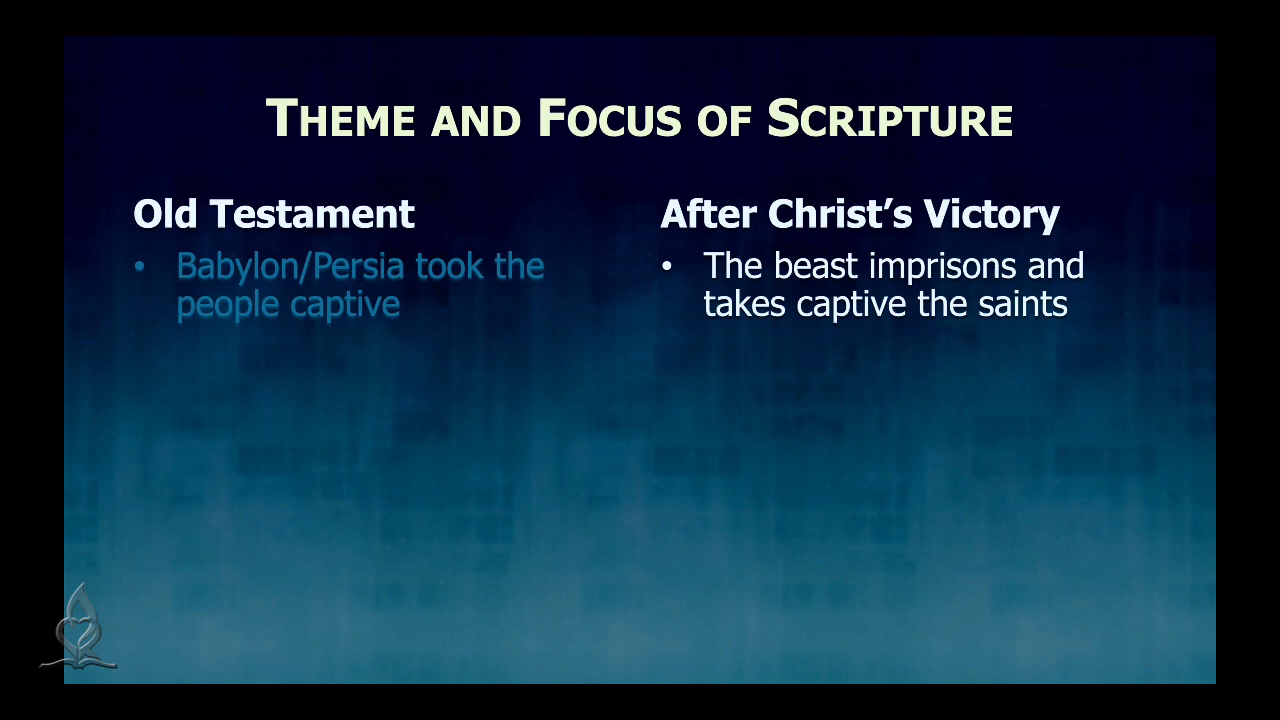 THEME AND FOCUS OF SCRIPTURE
Old Testament
• Babylon/Persia took the
people captive
After Christ’s Victory
• The beast imprisons and
takes captive the saints